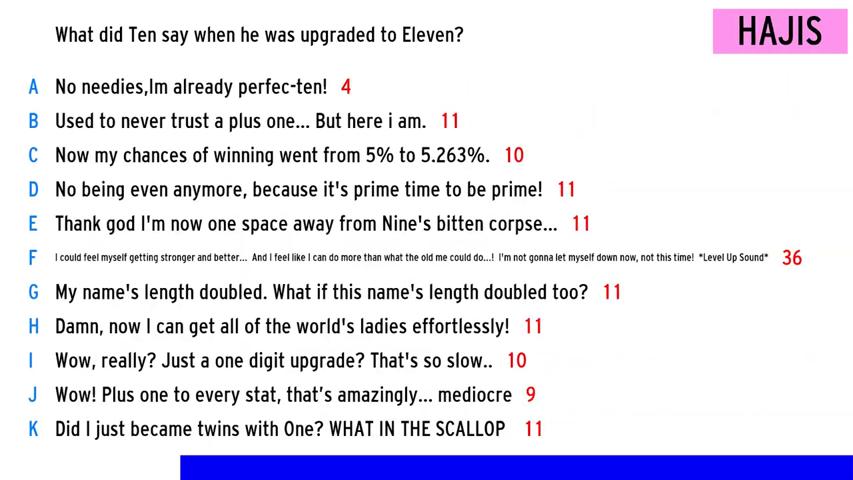 What did Ten say when he was upgraded to Eleven?
HAJIS
A No needies,Im already perfec-ten! 4
B Used to never trust a plus one... But here i am. 11
C Now my chances of winning went from 5% to 5.263%. 10
D No being even anymore, because it's prime time to be prime! 11
E Thank god I'm now one space away from Nine's bitten corpse... 11
F I could feel myself getting stronger and better... And I feel like I can do more than what the old me could do...! I'm not gonna let myself down now, not this time! *Level Up Sound* 36
G My name's length doubled. What if this name's length doubled too? 11
H Damn, now I can get all of the world's ladies effortlessly! 11
I Wow, really? Just a one digit upgrade? That's so slow.. 10
J Wow! Plus one to every stat, that’s amazingly... mediocre 9
K Did I just became twins with One? WHAT IN THE SCALLOP 11